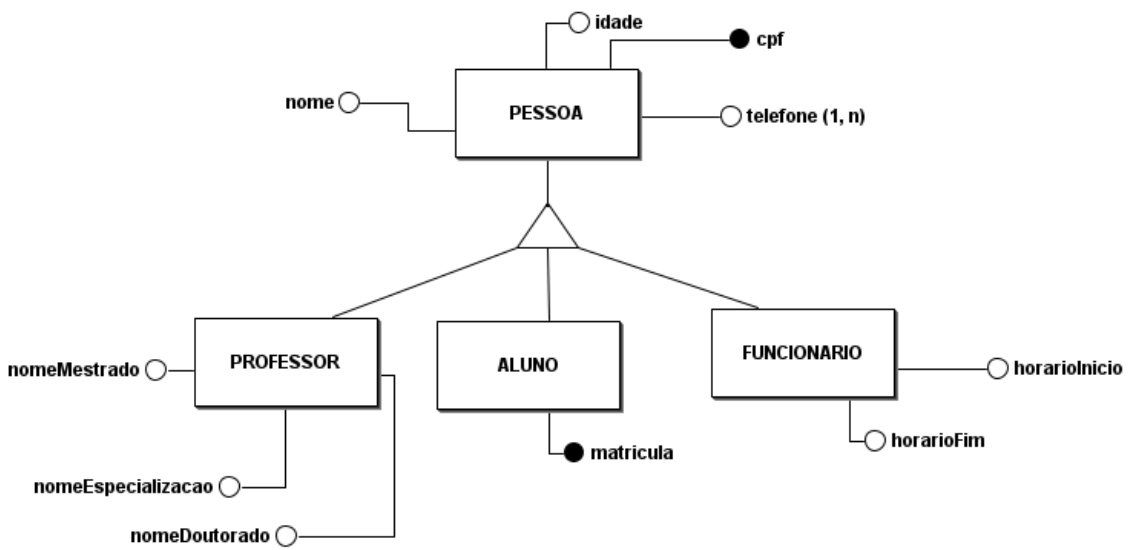 idade
cpf
nome
PESSOA
telefone (1, n)
PROFESSOR
ALUNO
FUNCIONARIO
nomeMestrado
horarioInicio
horarioFim
matricula
nomeEspecializacao
nomeDoutorado